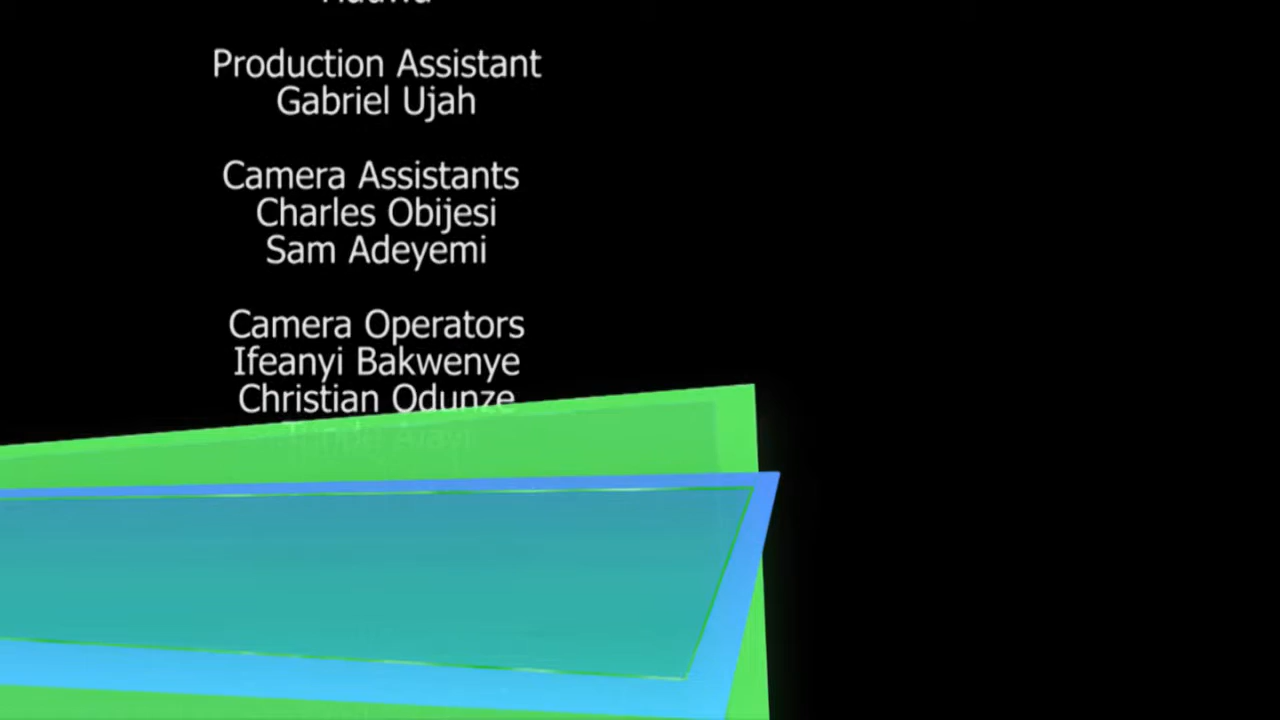 Production Assistant
Gabriel Ujah
Camera Assistants
Charles Obijesi
Sam Adeyemi
Camera Operators
Ifeanyi Bakwenye
Christian Odunze